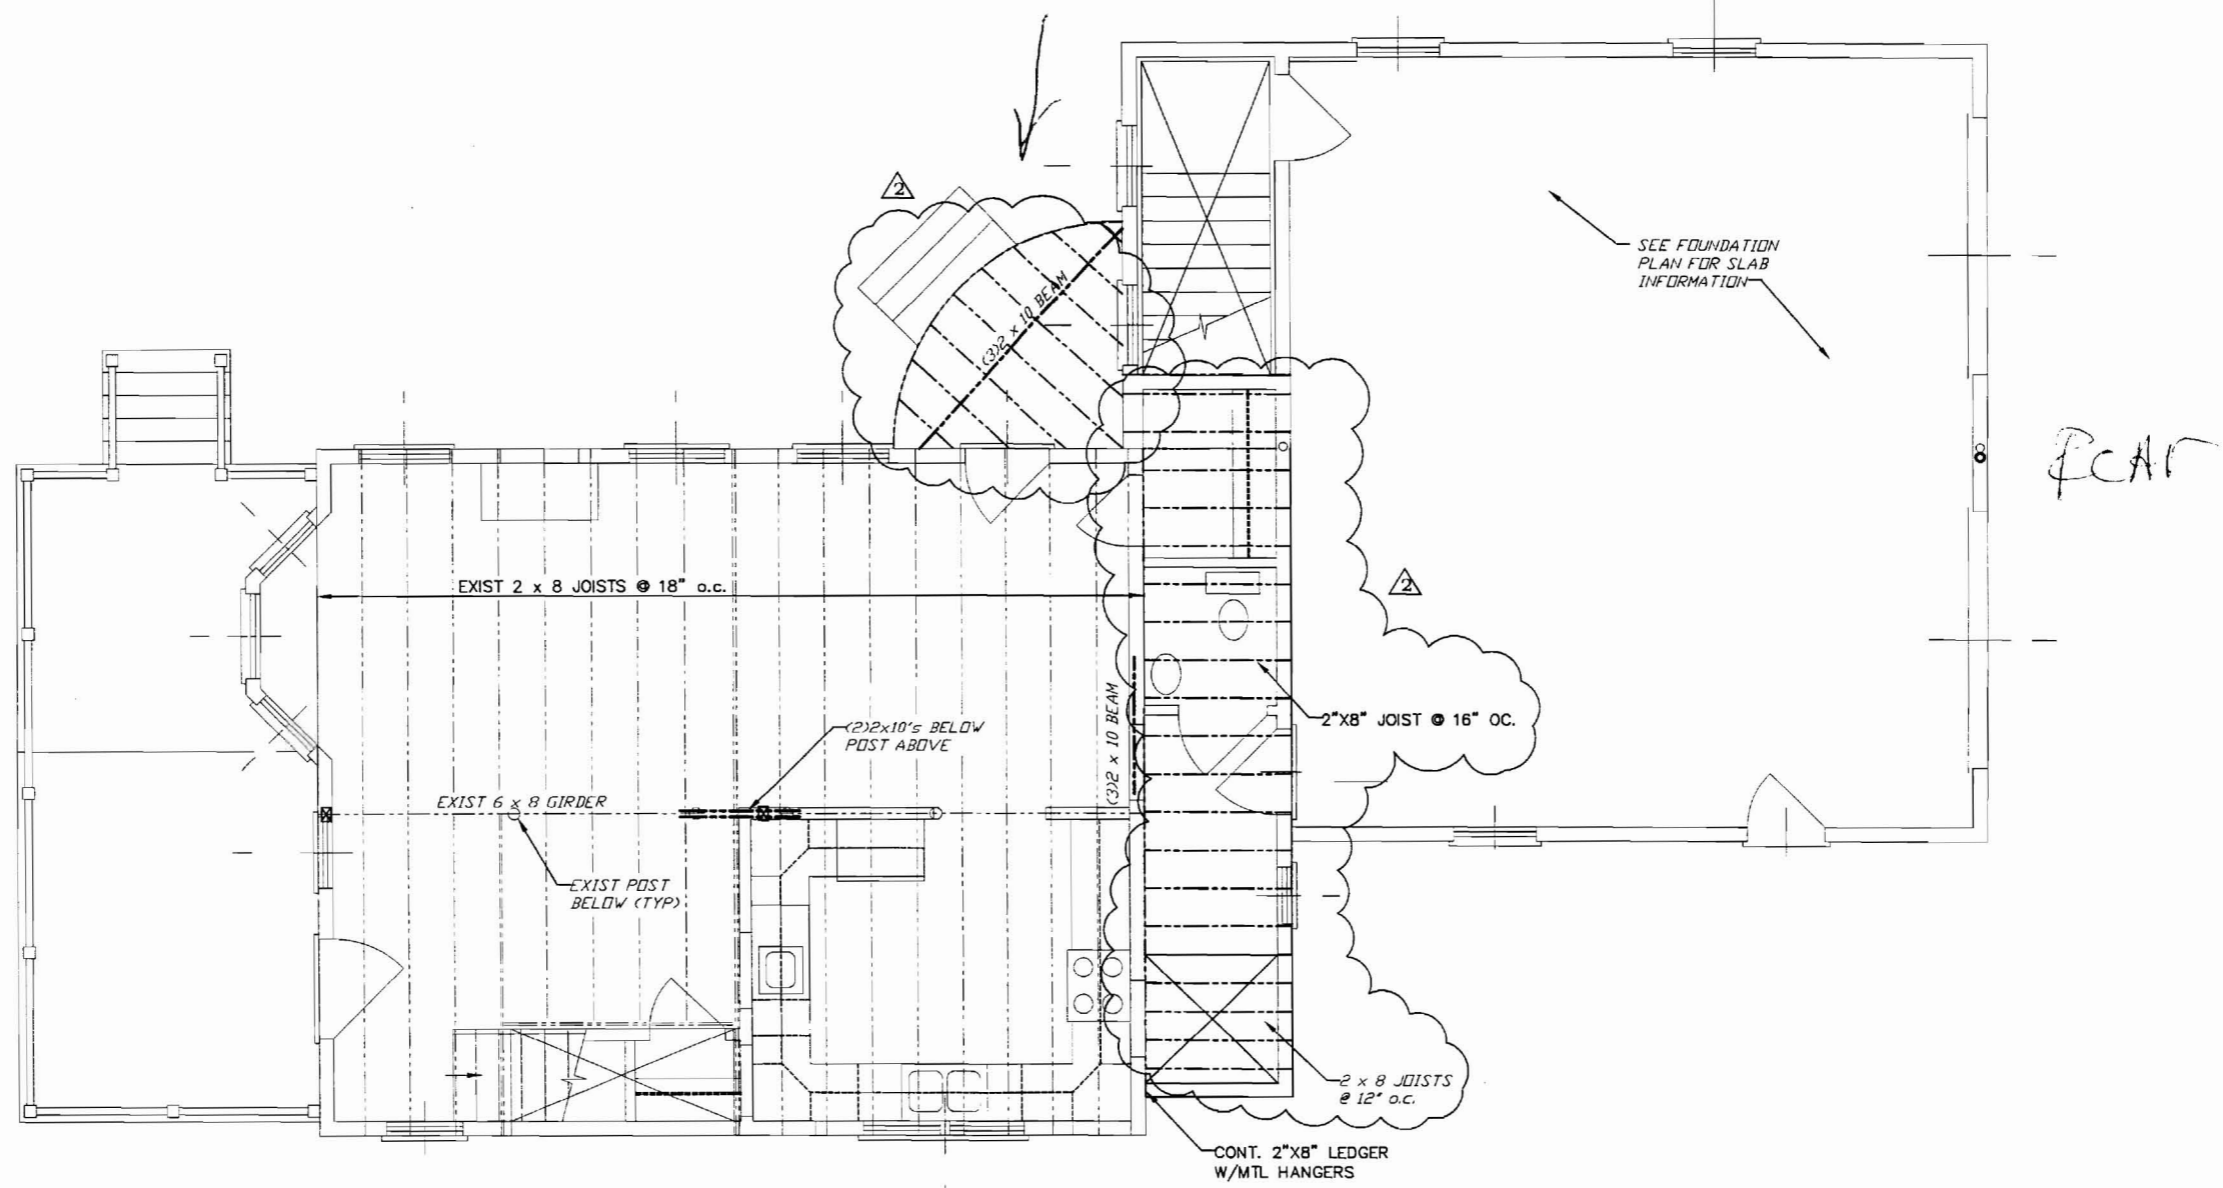 2
SEE FOUNDATION
PLAN FOR SLAB
INFORMATION
(3)2 x 10 BEAM
EXIST 2 x 8 JOISTS @ 18" o.c.
2
(3)2 x 10 BEAM
2"X8" JOIST @ 16" OC.
(2)2x10's BELOW
POST ABOVE
EXIST 6 x 8 GIRDER
EXIST POST
BELOW (TYP)
2 x 8 JOISTS
@ 12" o.c.
CONT. 2"X8" LEDGER
W/MTL HANGERS